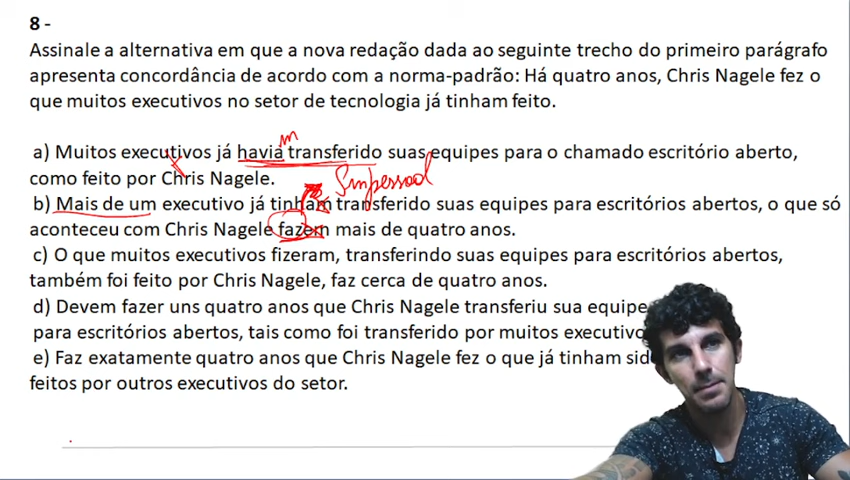 8 -
Assinale a alternativa em que a nova redação dada ao seguinte trecho do primeiro parágrafo
apresenta concordância de acordo com a norma-padrão: Há quatro anos, Chris Nagele fez o
que muitos executivos no setor de tecnologia já tinham feito.
m
a) Muitos executivos já havia transferido suas equipes para o chamado escritório aberto,
como feito por Chris Nagele.
b) Mais de um executivo já tinham transferido suas equipes para escritórios abertos, o que só
aconteceu com Chris Nagele fazem mais de quatro anos.
c) O que muitos executivos fizeram, transferindo suas equipes para escritórios abertos,
também foi feito por Chris Nagele, faz cerca de quatro anos.
d) Devem fazer uns quatro anos que Chris Nagele transferiu sua equipe
para escritórios abertos, tais como foi transferido por muitos executivo
e) Faz exatamente quatro anos que Chris Nagele fez o que já tinham sid
feitos por outros executivos do setor.